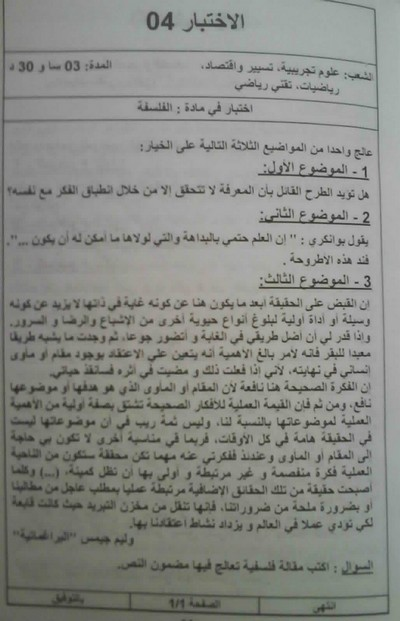 الاختبار 04
الشعب: علوم تجريبية، تسيير واقتصاد،
رياضيات، تقني رياضي
المدة: 03 سا و 30 د
اختبار في مادة : الفلسفة
عالج واحدا من المواضيع الثلاثة التالية على الخيار:
1 - الموضوع الأول:
هل تؤيد الطرح القائل بأن المعرفة لا تتحقق إلا من خلال انطباق الفكر مع نفسه؟
2 - الموضوع الثاني:
يقول بوانكري : " إن العلم حتمي بالبداهة والتي لولاها ما أمكن له أن يكون ...".
فند هذه الاطروحة .
3 - الموضوع الثالث:
إن القبض على الحقيقة أبعد ما يكون هنا عن كونه غاية في ذاتها لا يزيد عن كونه
وسيلة أو أداة أولية لبلوغ أنواع حيوية أخرى من الإشباع والرضا و السرور.
وإذا قدر لي أن أضل طريقي في الغابة و أتضور جوعا، ثم وجدت ما يشبه طريقا
معبدا للبقر فإنه لأمر بالغ الاهمية أنه يتعين علي الاعتقاد بوجود مقام أو مأوى
إنساني في نهايته، لأني إذا فعلت ذلك و مضيت في أثره فسأنقذ حياتي.
إن الفكرة الصحيحة هنا نافعة لأن المقام أو المأوى الذي هو هدفها أو موضوعها
نافع، ومن ثم فإن القيمة العملية للأفكار الصحيحة تشتق بصفة أولية من الأهمية
العملية لموضوعاتها بالنسبة لنا، وليس ثمة ريب في أن موضوعاتها ليست
في الحقيقة هامة في كل الأوقات، فربما في مناسبة أخرى لا تكون بي حاجة
إلى المقام أو المأوى وعندئذ ففكرتي عنه مهما تكن محققة ستكون من الناحية
العملية فكرة منفصمة و غير مرتبطة و أولى بها أن تظل كمينة، (...) وكلما
أصبحت حقيقة من تلك الحقائق الإضافية مرتبطة عمليا بمطلب عاجل من مطالبنا
أو بضرورة ملحة من ضروراتنا، فإنها تنقل من مخزن التبريد حيث كانت قابعة
لكي تؤدي عملا في العالم و يزداد نشاط اعتقادنا بها.
وليم جيمس "البراغماتية"
السؤال : اكتب مقالة فلسفية تعالج فيها مضمون النص.
انتهى
الصفحة 1/1
بالتوفيق